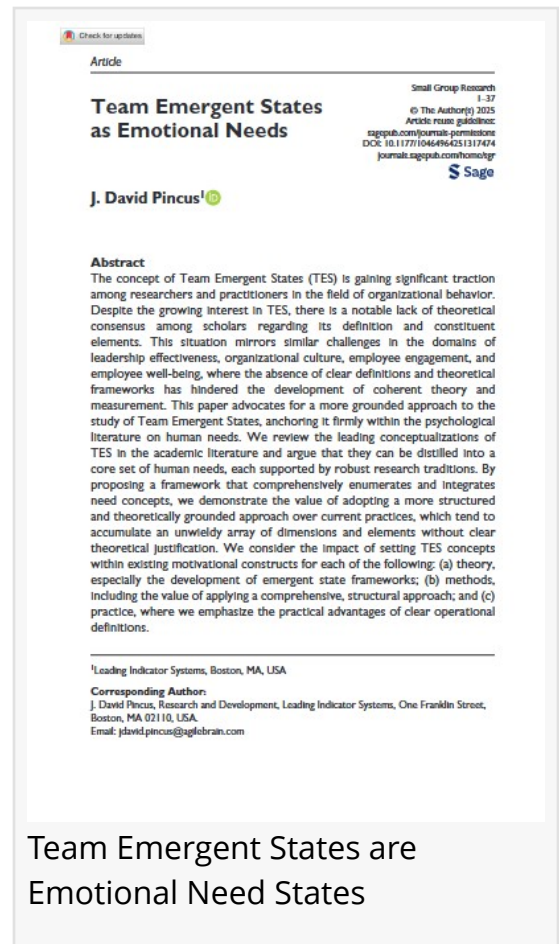 Check for updates
Article
Small Group Research
1–37
© The Author(s) 2025
Article reuse guidelines:
sagepub.com/journals-permissions
DOI: 10.1177/10464964251317474
journals.sagepub.com/home/sgr
Sage
Team Emergent States
as Emotional Needs
J. David Pincus¹
iD
Abstract
The concept of Team Emergent States (TES) is gaining significant traction
among researchers and practitioners in the field of organizational behavior.
Despite the growing interest in TES, there is a notable lack of theoretical
consensus among scholars regarding its definition and constituent
elements. This situation mirrors similar challenges in the domains of
leadership effectiveness, organizational culture, employee engagement, and
employee well-being, where the absence of clear definitions and theoretical
frameworks has hindered the development of coherent theory and
measurement. This paper advocates for a more grounded approach to the
study of Team Emergent States, anchoring it firmly within the psychological
literature on human needs. We review the leading conceptualizations of
TES in the academic literature and argue that they can be distilled into a
core set of human needs, each supported by robust research traditions. By
proposing a framework that comprehensively enumerates and integrates
need concepts, we demonstrate the value of adopting a more structured
and theoretically grounded approach over current practices, which tend to
accumulate an unwieldy array of dimensions and elements without clear
theoretical justification. We consider the impact of setting TES concepts
within existing motivational constructs for each of the following: (a) theory,
especially the development of emergent state frameworks; (b) methods,
including the value of applying a comprehensive, structural approach; and (c)
practice, where we emphasize the practical advantages of clear operational
definitions.
¹Leading Indicator Systems, Boston, MA, USA
Corresponding Author:
J. David Pincus, Research and Development, Leading Indicator Systems, One Franklin Street,
Boston, MA 02110, USA.
Email: jdavid.pincus@agilebrain.com
Team Emergent States are
Emotional Need States